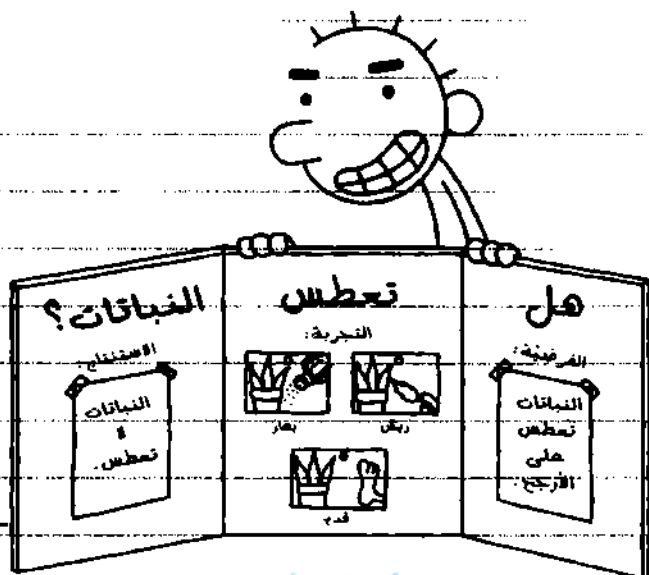 هل تعطس النباتات؟
الفرضية:
النباتات
تعطس
على
الأرجح.
التجربة:
ريش
بهار
قدم
الاستنتاج:
النباتات
لا
تعطس.